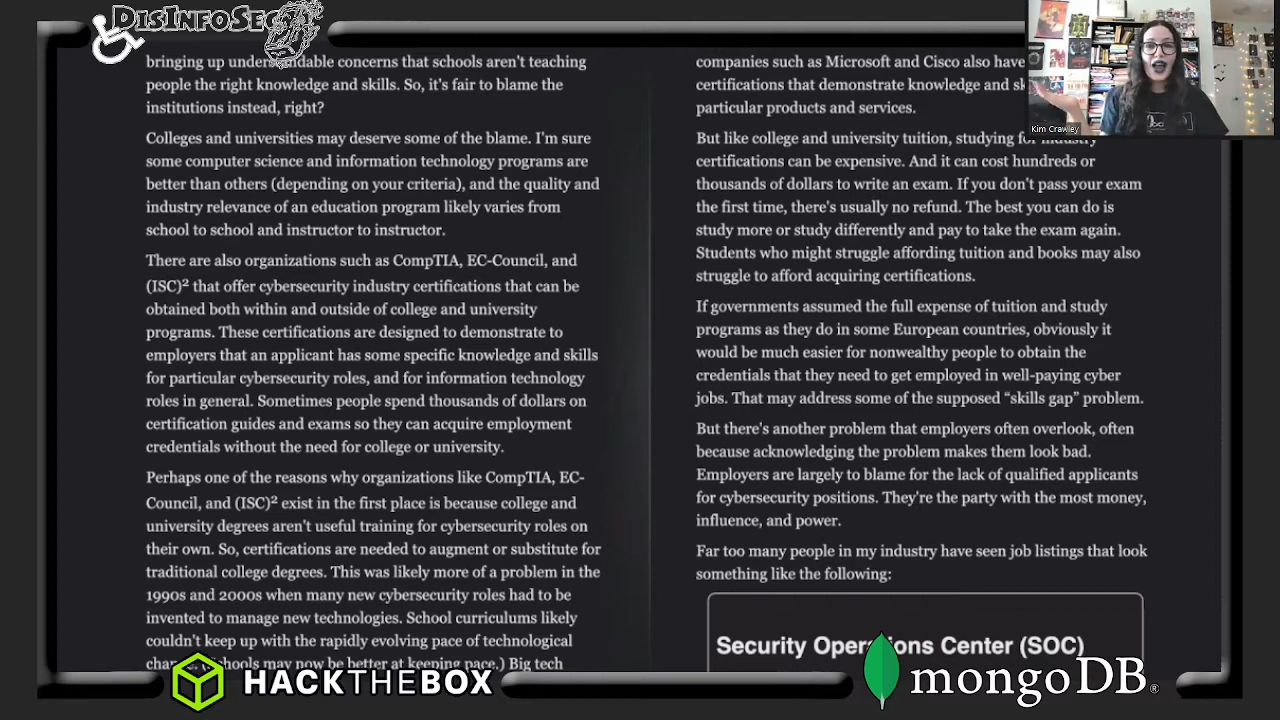 DisInfoSec
bringing up understandable concerns that schools aren't teaching
people the right knowledge and skills. So, it's fair to blame the
institutions instead, right?
Colleges and universities may deserve some of the blame. I'm sure
some computer science and information technology programs are
better than others (depending on your criteria), and the quality and
industry relevance of an education program likely varies from
school to school and instructor to instructor.
There are also organizations such as CompTIA, EC-Council, and
(ISC)² that offer cybersecurity industry certifications that can be
obtained both within and outside of college and university
programs. These certifications are designed to demonstrate to
employers that an applicant has some specific knowledge and skills
for particular cybersecurity roles, and for information technology
roles in general. Sometimes people spend thousands of dollars on
certification guides and exams so they can acquire employment
credentials without the need for college or university.
Perhaps one of the reasons why organizations like CompTIA, EC-
Council, and (ISC)² exist in the first place is because college and
university degrees aren't useful training for cybersecurity roles on
their own. So, certifications are needed to augment or substitute for
traditional college degrees. This was likely more of a problem in the
1990s and 2000s when many new cybersecurity roles had to be
invented to manage new technologies. School curriculums likely
couldn't keep up with the rapidly evolving pace of technological
change. (Schools may now be better at keeping pace.) Big tech
companies such as Microsoft and Cisco also have
certifications that demonstrate knowledge and sk
particular products and services.
But like college and university tuition, studying for industry
certifications can be expensive. And it can cost hundreds or
thousands of dollars to write an exam. If you don't pass your exam
the first time, there's usually no refund. The best you can do is
study more or study differently and pay to take the exam again.
Students who might struggle affording tuition and books may also
struggle to afford acquiring certifications.
If governments assumed the full expense of tuition and study
programs as they do in some European countries, obviously it
would be much easier for nonwealthy people to obtain the
credentials that they need to get employed in well-paying cyber
jobs. That may address some of the supposed “skills gap” problem.
But there's another problem that employers often overlook, often
because acknowledging the problem makes them look bad.
Employers are largely to blame for the lack of qualified applicants
for cybersecurity positions. They're the party with the most money,
influence, and power.
Far too many people in my industry have seen job listings that look
something like the following:
Security Operations Center (SOC)
Kim Crawley
HACKTHEBOX
mongoDB®